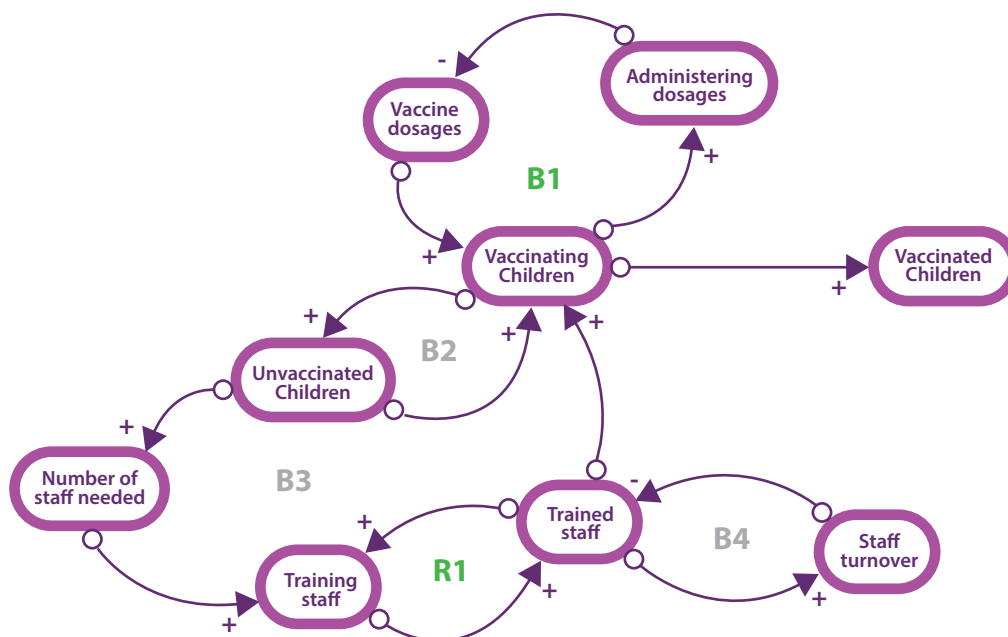 -
Administering
dosages
Vaccine
dosages
+
B1
+
Vaccinating
Children
Vaccinated
Children
+
+
+
+
B2
Unvaccinated
Children
+
Number of
staff needed
B3
-
Trained
staff
+
B4
Staff
turnover
R1
Training
staff
+
+
+